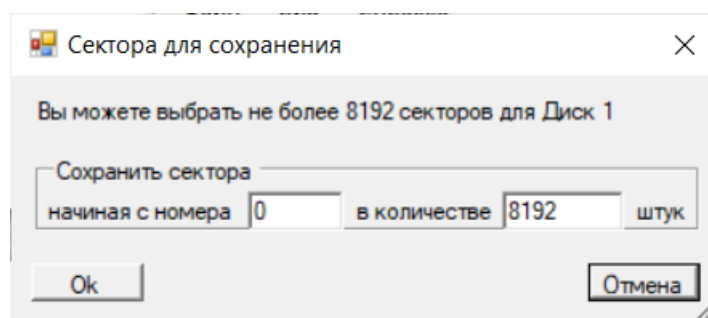 Сектора для сохранения
Вы можете выбрать не более 8192 секторов для Диск 1
Сохранить сектора
начиная с номера 0 в количестве 8192 штук
Ok Отмена